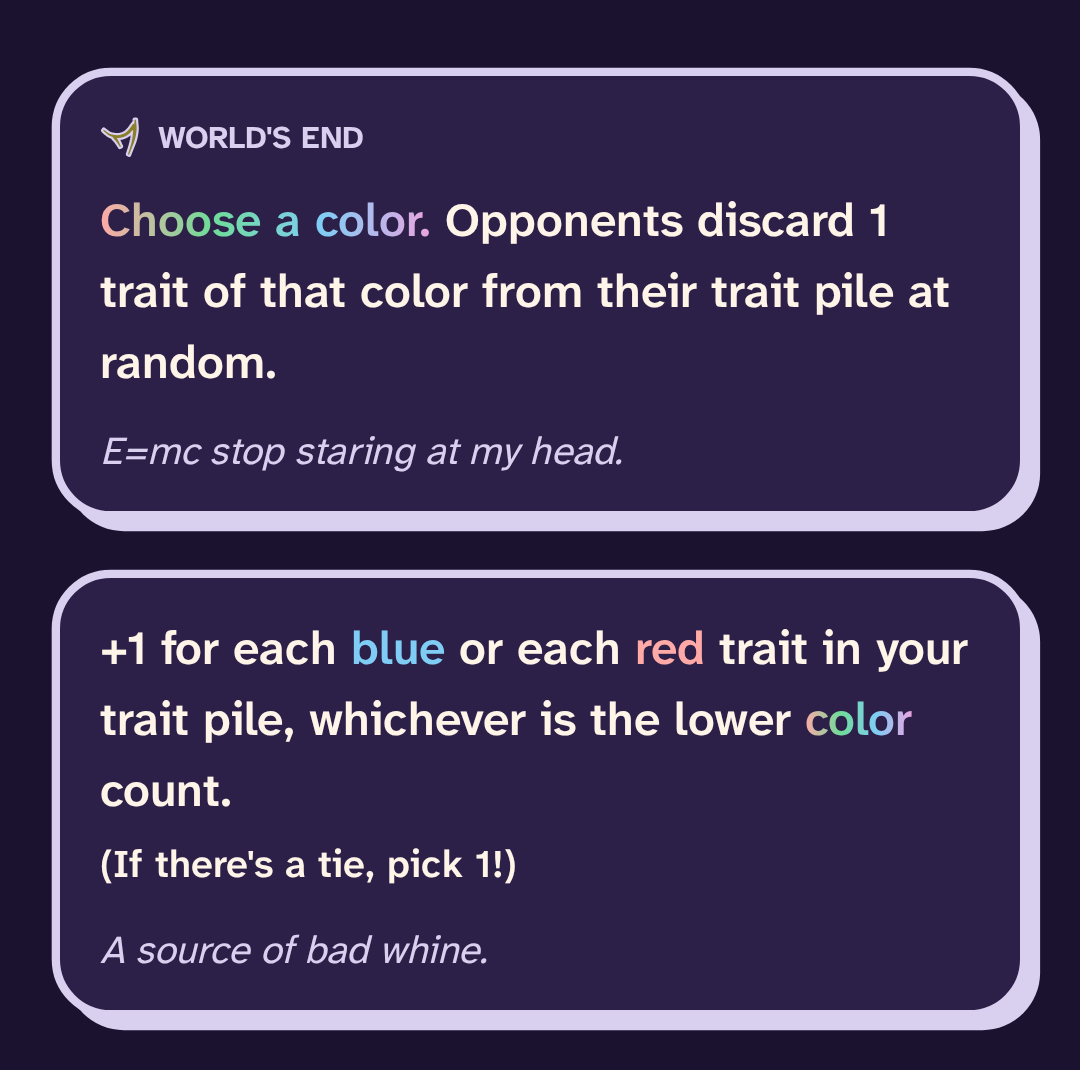 WORLD'S END
Choose a color. Opponents discard 1
trait of that color from their trait pile at
random.
E=mc stop staring at my head.
+1 for each blue or each red trait in your
trait pile, whichever is the lower color
count.
(If there's a tie, pick 1!)
A source of bad whine.